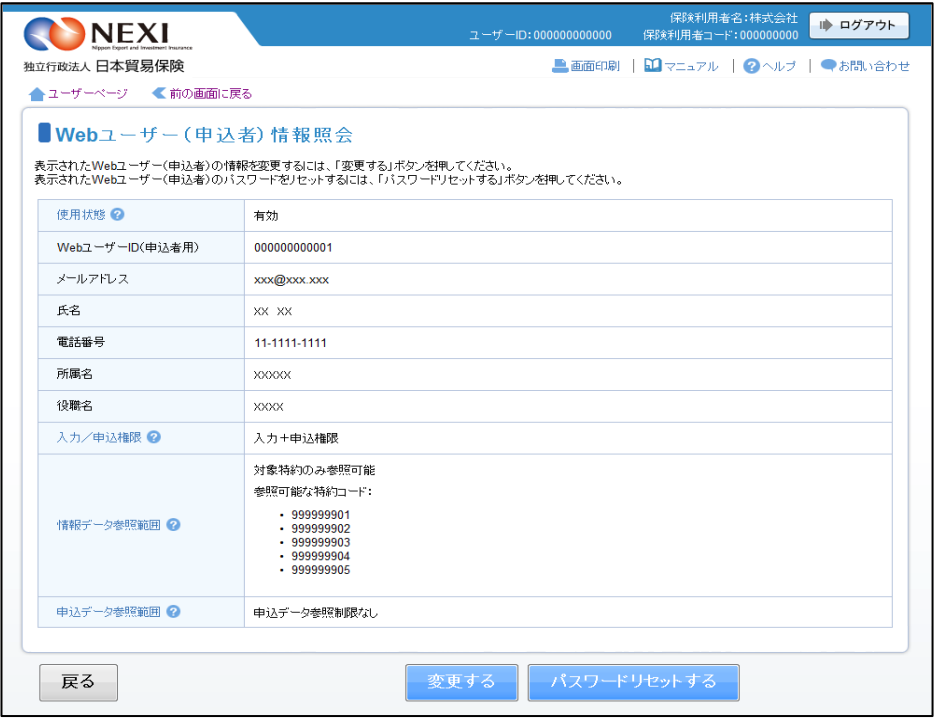 NEXI
Nippon Export and Investment Insurance
独立行政法人 日本貿易保険
保険利用者名:株式会社
ユーザーID:000000000000 保険利用者コード:000000000
ログアウト
画面印刷 | マニュアル | ヘルプ | お問い合わせ
ユーザーページ 前の画面に戻る
Webユーザー(申込者)情報照会
表示されたWebユーザー(申込者)の情報を変更するには、「変更する」ボタンを押してください。
表示されたWebユーザー(申込者)のパスワードをリセットするには、「パスワードリセットする」ボタンを押してください。
使用状態 ? 有効
WebユーザーID(申込者用) 000000000001
メールアドレス xxx@xxx.xxx
氏名 XX XX
電話番号 11-1111-1111
所属名 XXXXX
役職名 XXXX
入力/申込権限 ? 入力+申込権限
情報データ参照範囲 ? 対象特約のみ参照可能
参照可能な特約コード:
・ 999999901
・ 999999902
・ 999999903
・ 999999904
・ 999999905
申込データ参照範囲 ? 申込データ参照制限なし
戻る 変更する パスワードリセットする